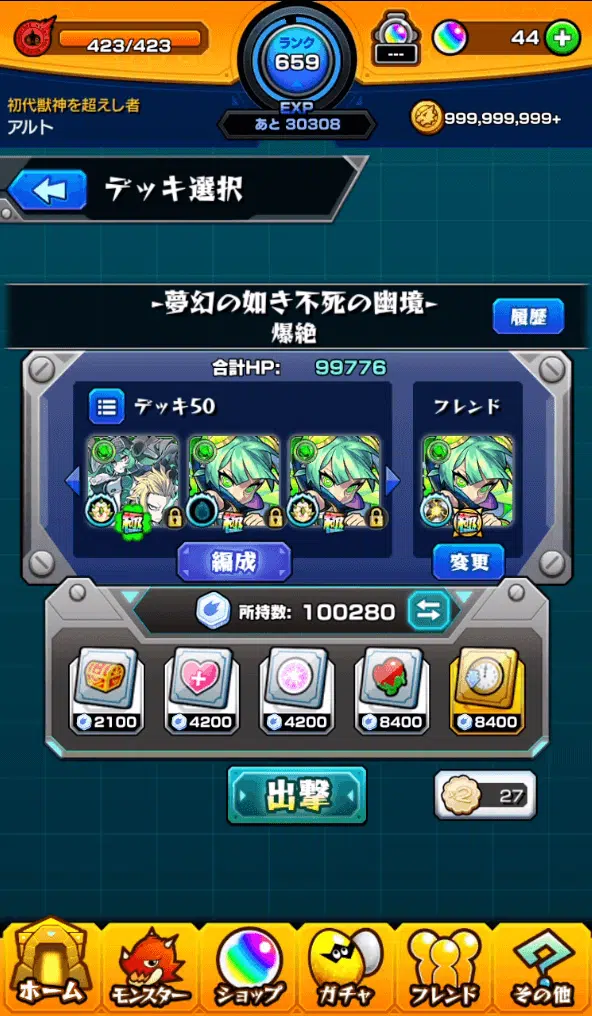 423/423
ランク
659
EXP
あと 30308
---
44
初代獣神を超えし者
アルト
999,999,999+
デッキ選択
-夢幻の如き不死の幽境-
爆絶
履歴
合計HP: 99776
デッキ50
フレンド
極
極
極
極
編成
変更
所持数: 100280
2100
4200
4200
8400
8400
出撃
×2
27
ホーム
モンスター
ショップ
ガチャ
フレンド
その他